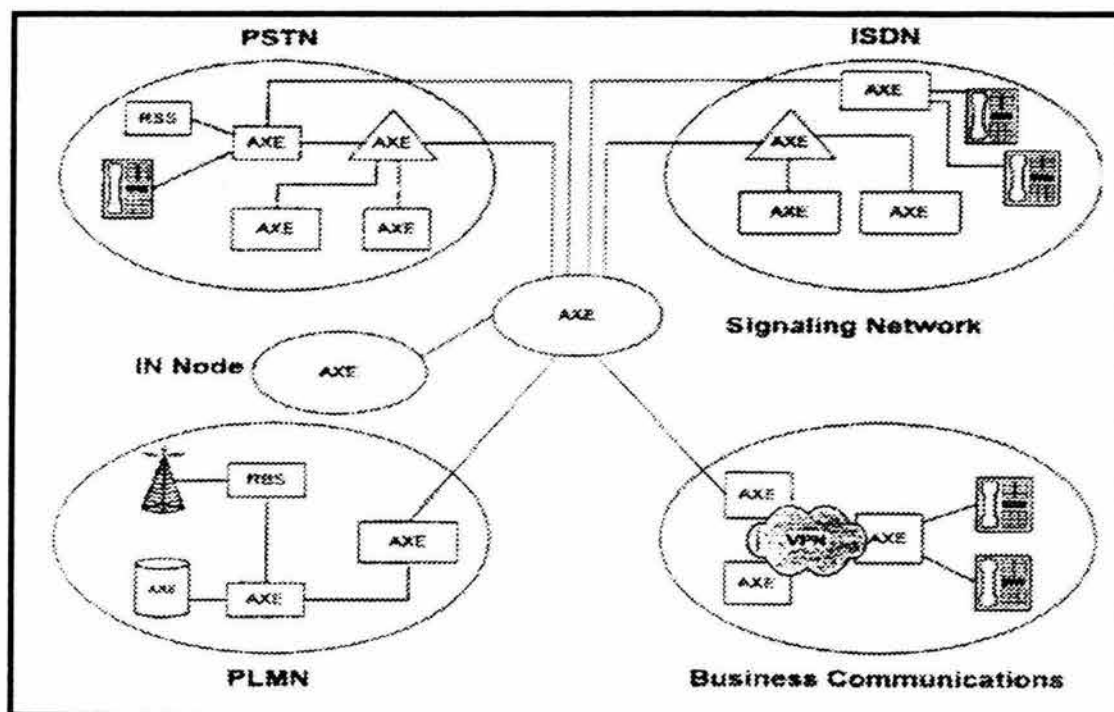 PSTN
ISDN
RSS
AXE
AXE
AXE
AXE
AXE
AXE
AXE
AXE
AXE
Signaling Network
IN Node
AXE
RBS
AXE
AXE
AXE
AXE
VPN
AXE
AXE
PLMN
Business Communications